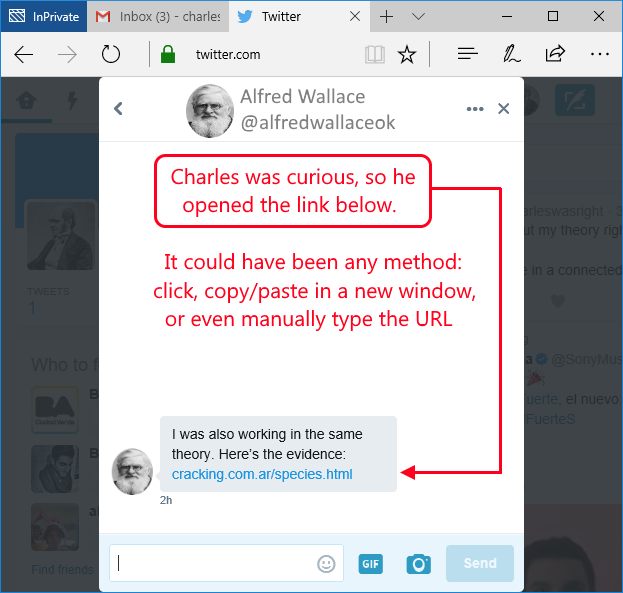 InPrivate
Inbox (3) - charles
Twitter
twitter.com
Alfred Wallace
@alfredwallaceok
Charles was curious, so he
opened the link below.
It could have been any method:
click, copy/paste in a new window,
or even manually type the URL
TWEETS
1
Who to f
I was also working in the same
theory. Here's the evidence:
cracking.com.ar/species.html
2h
BA
Find friends
GIF
Send
arleswasright
ut my theory righ
e in a connected
@SonyMus
uerte, el nuevo
FuerteS